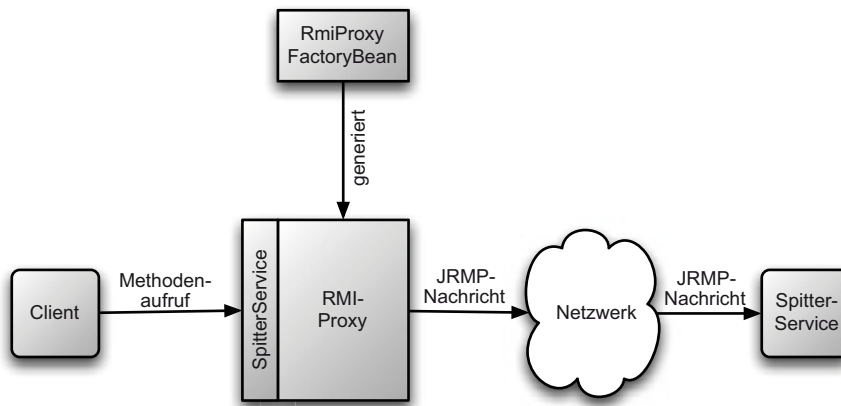 RmiProxy
FactoryBean
generiert
Client
Methoden-
aufruf
SpitterService
RMI-
Proxy
JRMP-
Nachricht
Netzwerk
JRMP-
Nachricht
Spitter-
Service